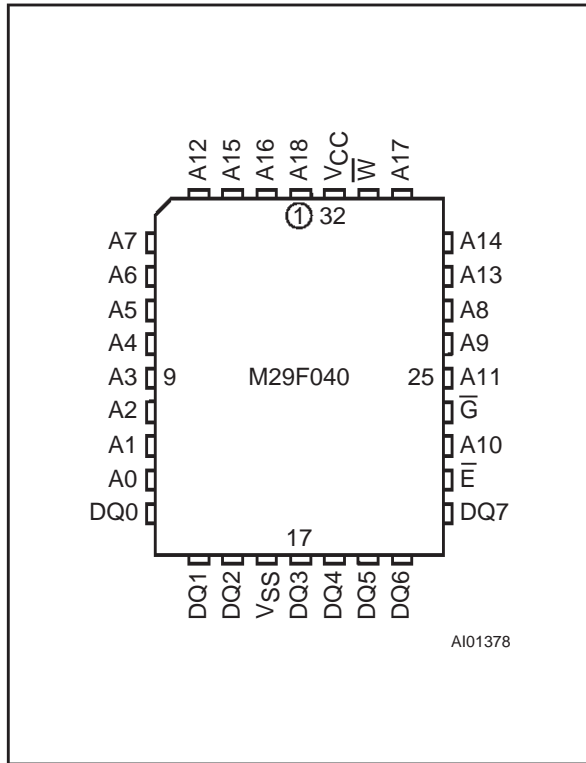 A12 A15 A16 A18 VCC W̅ A17
1 32
A7 A14
A6 A13
A5 A8
A4 A9
A3 9 M29F040 25 A11
A2 G̅
A1 A10
A0 E̅
DQ0 DQ7
17
DQ1 DQ2 VSS DQ3 DQ4 DQ5 DQ6
AI01378